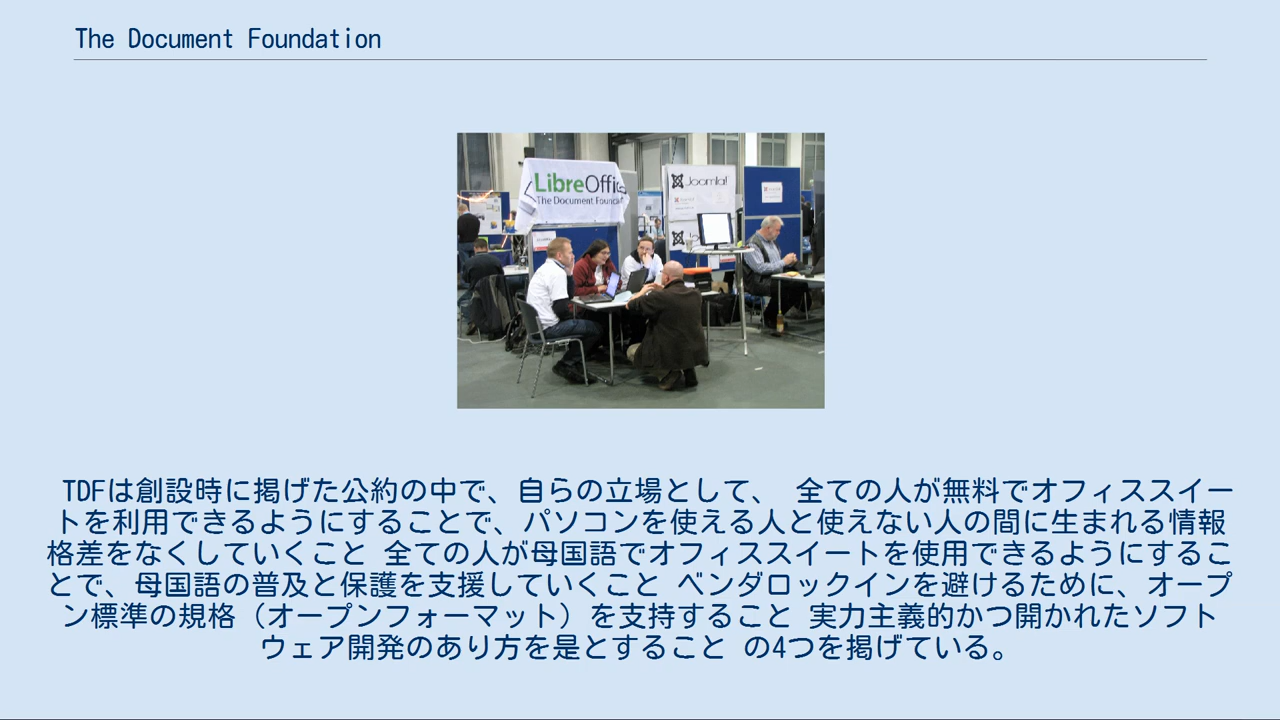 The Document Foundation
LibreOffic
The Document Founda
Joomla!
TDFは創設時に掲げた公約の中で、自らの立場として、 全ての人が無料でオフィススイー
トを利用できるようにすることで、パソコンを使える人と使えない人の間に生まれる情報
格差をなくしていくこと 全ての人が母国語でオフィススイートを使用できるようにするこ
とで、母国語の普及と保護を支援していくこと ベンダロックインを避けるために、オープ
ン標準の規格（オープンフォーマット）を支持すること 実力主義的かつ開かれたソフト
ウェア開発のあり方を是とすること の4つを掲げている。